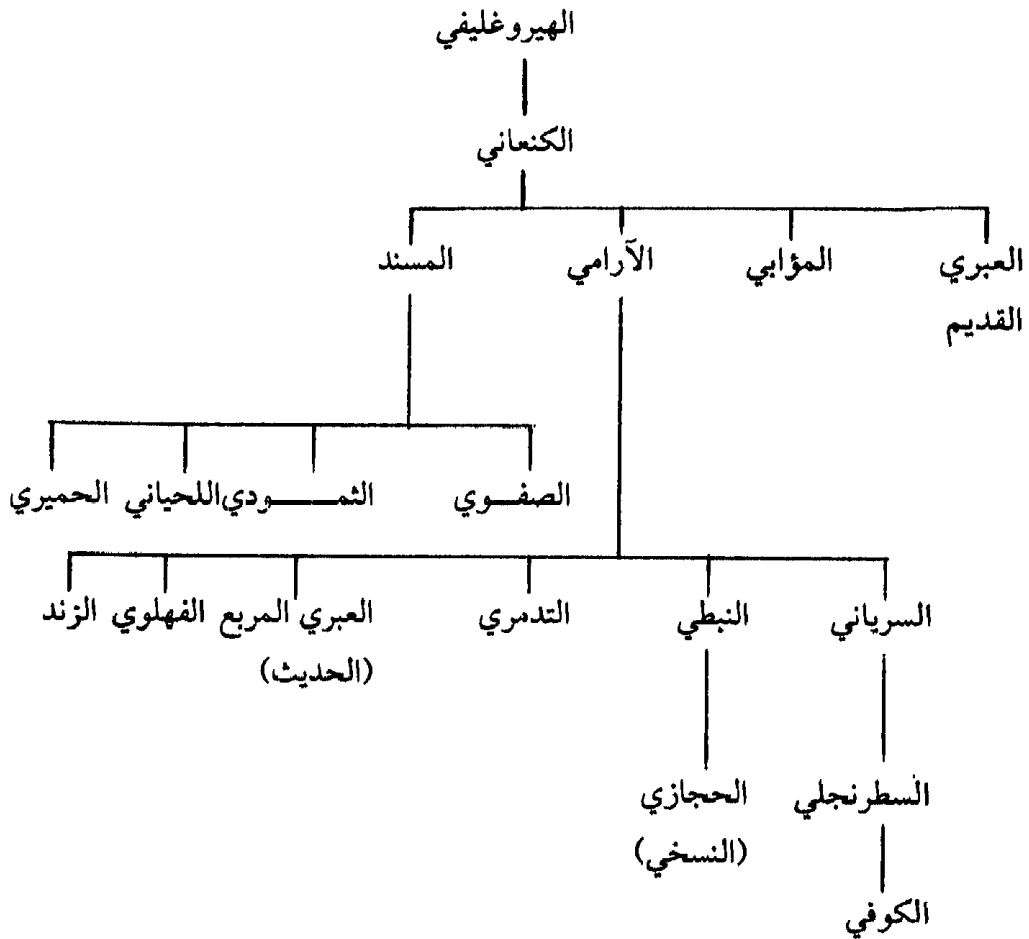 الهيروغليفي
الكنعاني
العبري المؤابي الآرامي المسند
القديم
الصفوي الثمـــودي اللحياني الحميري
السرياني النبطي التدمري العبري المربع الفهلوي الزند
(الحديث)
السطرنجلي الحجازي
(النسخي)
الكوفي